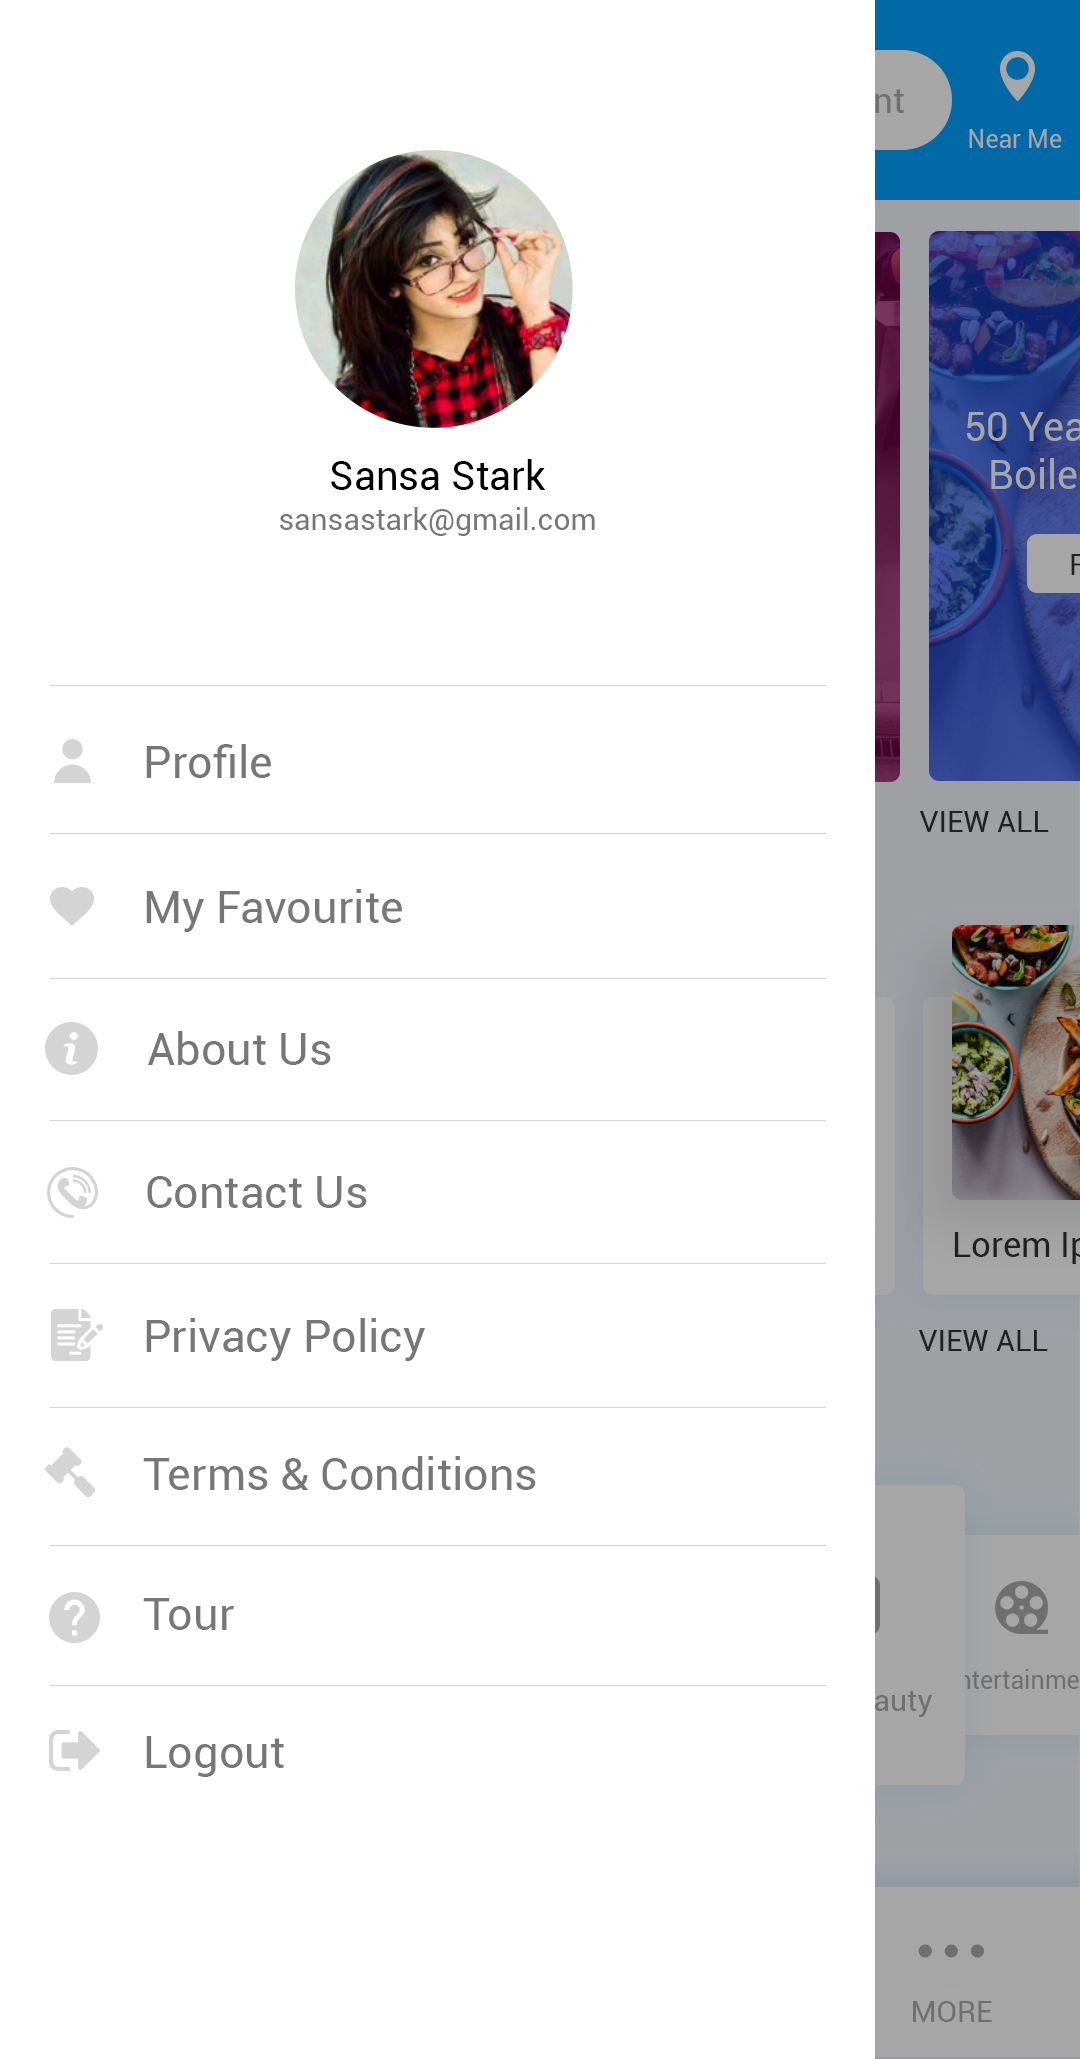 nt
Near Me
Sansa Stark
sansastark@gmail.com
50 Yea
Boile
F
Profile
VIEW ALL
My Favourite
About Us
Contact Us
Lorem Ip
Privacy Policy
VIEW ALL
Terms & Conditions
Tour
ntertainme
auty
Logout
MORE